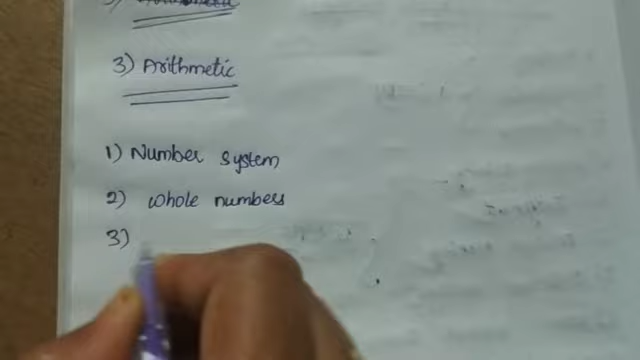 3) Arithmetic
1) Number system
2) whole numbers
3)